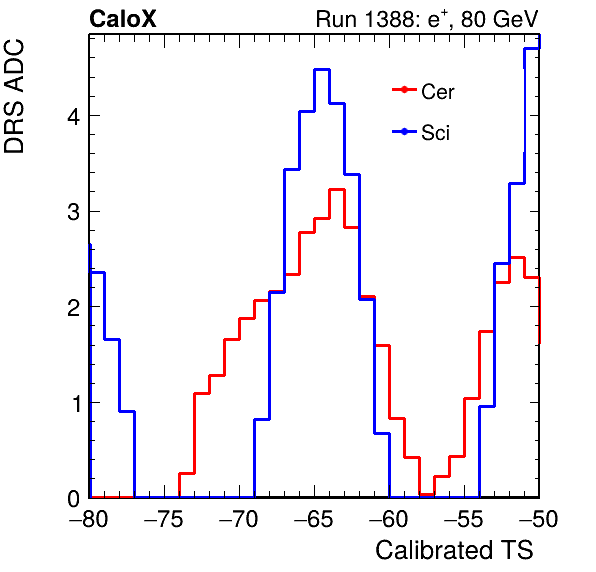 CaloX Run 1388: e⁺, 80 GeV
DRS ADC
Cer
Sci
4
3
2
1
0
−80 −75 −70 −65 −60 −55 −50
Calibrated TS